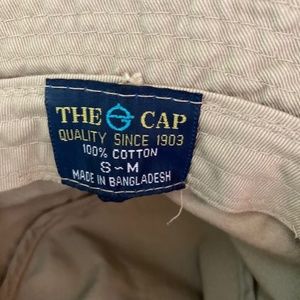 THE CAP
QUALITY SINCE 1903
100% COTTON
S~M
MADE IN BANGLADESH